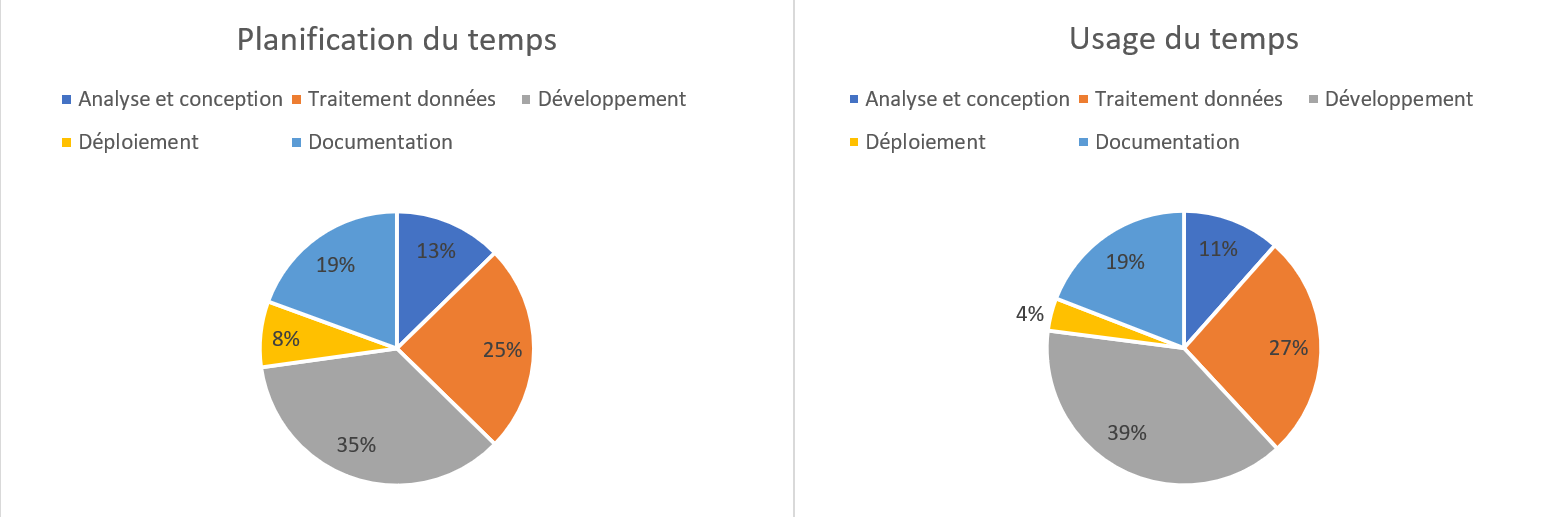 Planification du temps
Analyse et conception Traitement données Développement
Déploiement Documentation
13%
19%
8%
25%
35%
Usage du temps
Analyse et conception Traitement données Développement
Déploiement Documentation
11%
19%
4%
27%
39%